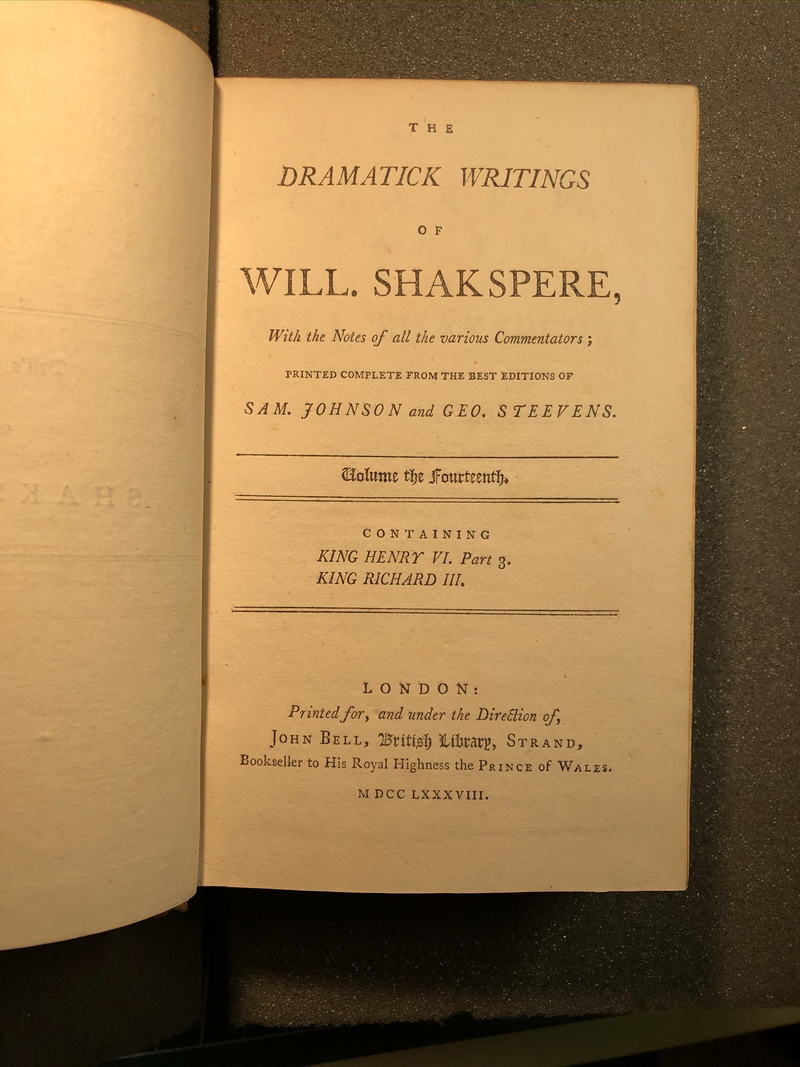 THE
DRAMATICK WRITINGS
OF
WILL. SHAKSPERE,
With the Notes of all the various Commentators ;
PRINTED COMPLETE FROM THE BEST EDITIONS OF
SAM. JOHNSON and GEO. STEEVENS.
Volume the Fourteenth.
CONTAINING
KING HENRY VI. Part 3.
KING RICHARD III.
LONDON:
Printed for, and under the Direction of,
JOHN BELL, British Library, STRAND,
Bookseller to His Royal Highness the PRINCE of WALES.
M DCC LXXXVIII.